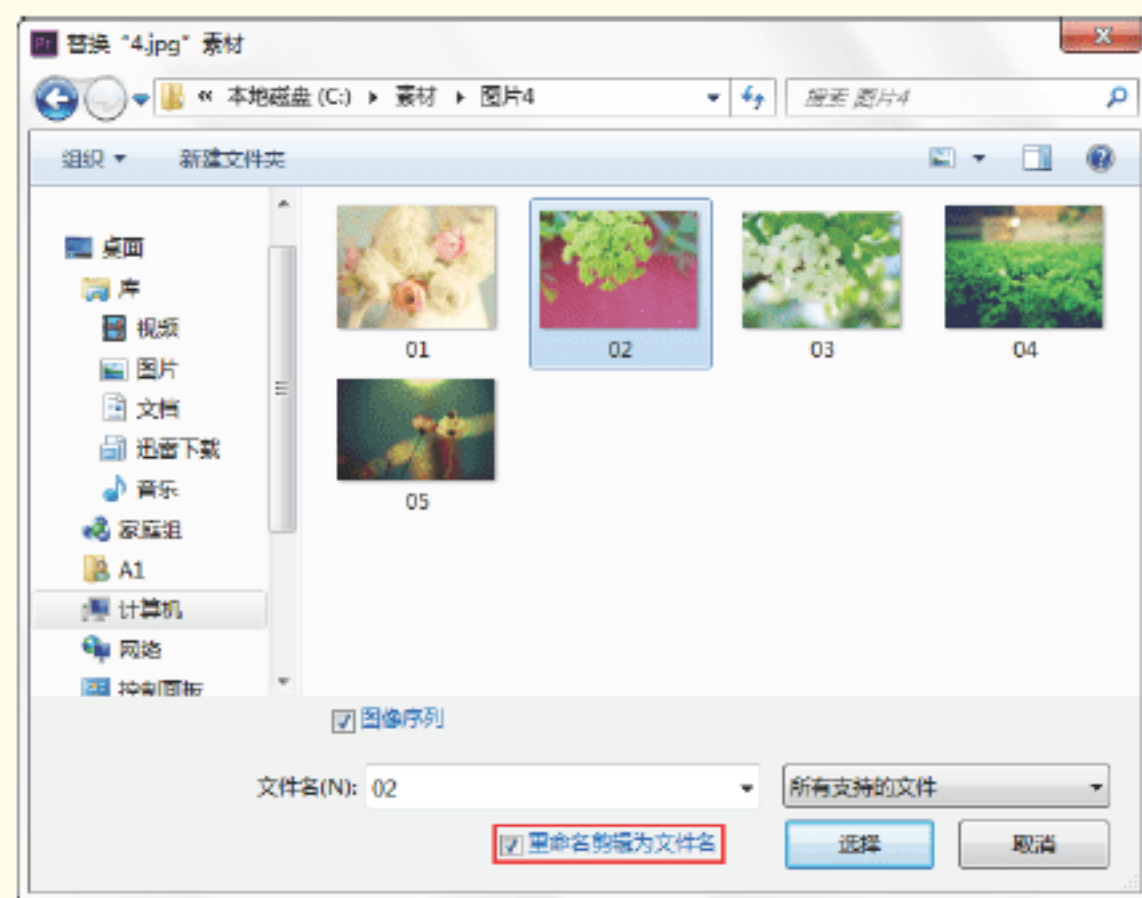 Pr 替换 "4.jpg" 素材
« 本地磁盘 (C:) ▸ 素材 ▸ 图片4
搜索 图片4
组织 新建文件夹
桌面
库
视频
图片
文档
迅雷下载
音乐
家庭组
A1
计算机
网络
控制面板
01 02 03 04
05
图像序列
文件名(N): 02 所有支持的文件
重命名剪辑为文件名 选择 取消